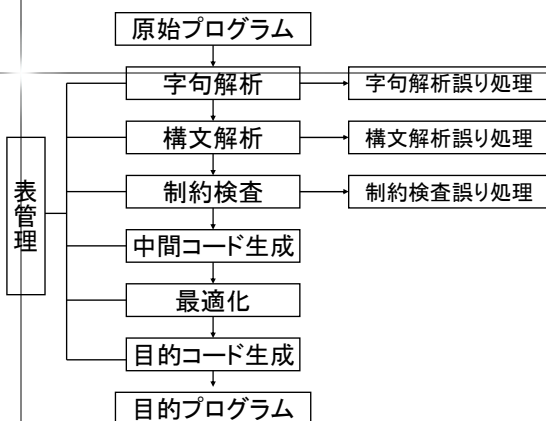 原始プログラム
字句解析
字句解析誤り処理
構文解析
構文解析誤り処理
表管理
制約検査
制約検査誤り処理
中間コード生成
最適化
目的コード生成
目的プログラム